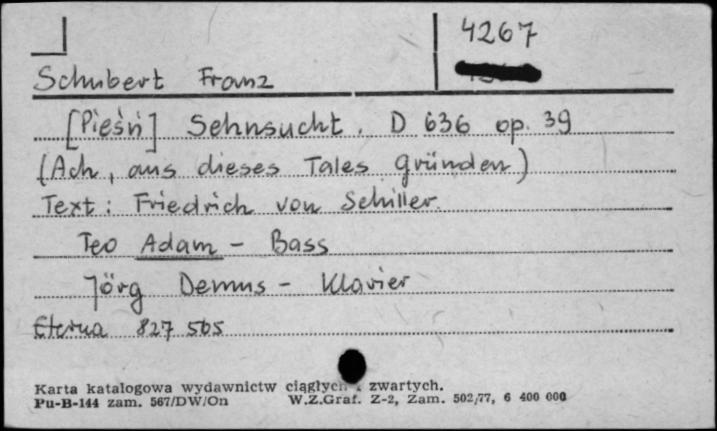 4267
Schubert Franz
[Pieśń] Sehnsucht. D 636 op. 39
(Ach, aus dieses Tales Gründen)
Text: Friedrich von Schiller.
Teo Adam - Bass
Jörg Demus - Klavier
Eterna 827 565
Karta katalogowa wydawnictw ciągłych i zwartych.
Pu-B-144 zam. 567/DW/On W.Z.Graf. Z-2, Zam. 502/77, 6 400 000